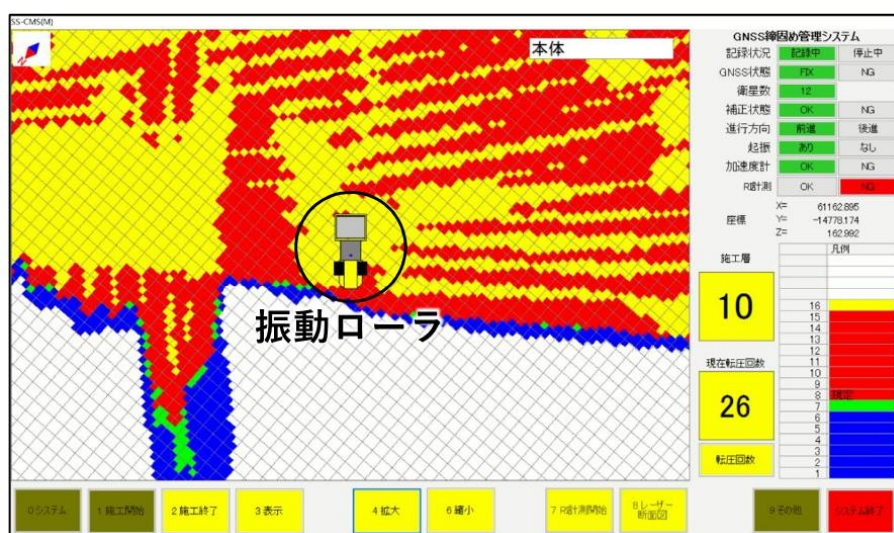 SS-CMS(M)
N
本体
振動ローラ
GNSS締固め管理システム
記録状況 記録中 停止中
GNSS状態 FIX NG
衛星数 12
補正状態 OK NG
進行方向 前進 後進
起振 あり なし
加速度計 OK NG
RI計測 OK NG
座標
X= 61162.895
Y= -14778.174
Z= 162.992
施工層
10
現在転圧回数
26
転圧回数
凡例
16
15
14
13
12
11
10
9
8 規定
7
6
5
4
3
2
1
0 システム
1 施工開始
2 施工終了
3 表示
4 拡大
6 縮小
7 RI計測開始
8 レーザー
断面図
9 その他
システム終了